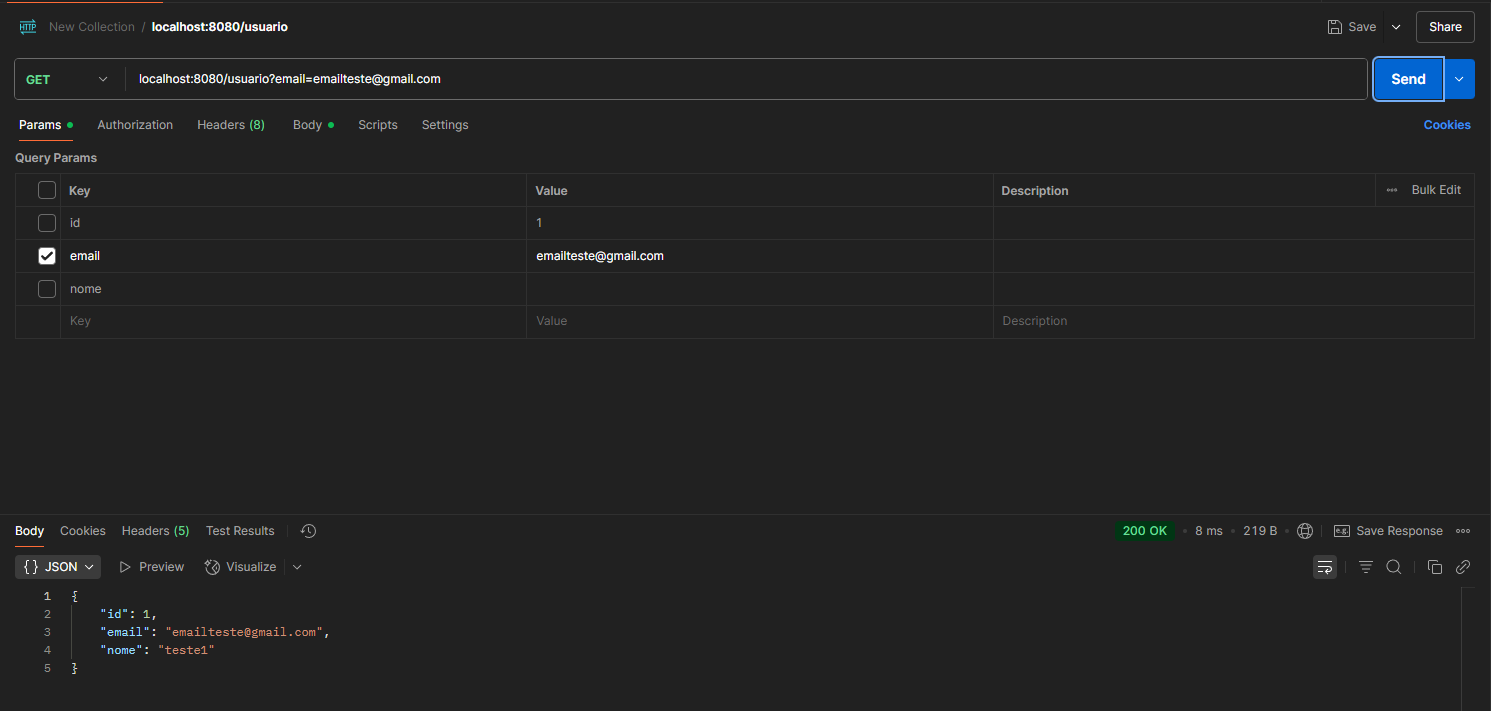 HTTP New Collection / localhost:8080/usuario Save Share
GET localhost:8080/usuario?email=emailteste@gmail.com Send
Params Authorization Headers (8) Body Scripts Settings Cookies
Query Params
Key Value Description Bulk Edit
id 1
email emailteste@gmail.com
nome
Key Value Description
Body Cookies Headers (5) Test Results 200 OK 8 ms 219 B e.g. Save Response
{} JSON Preview Visualize
1 {
2 "id": 1,
3 "email": "emailteste@gmail.com",
4 "nome": "teste1"
5 }